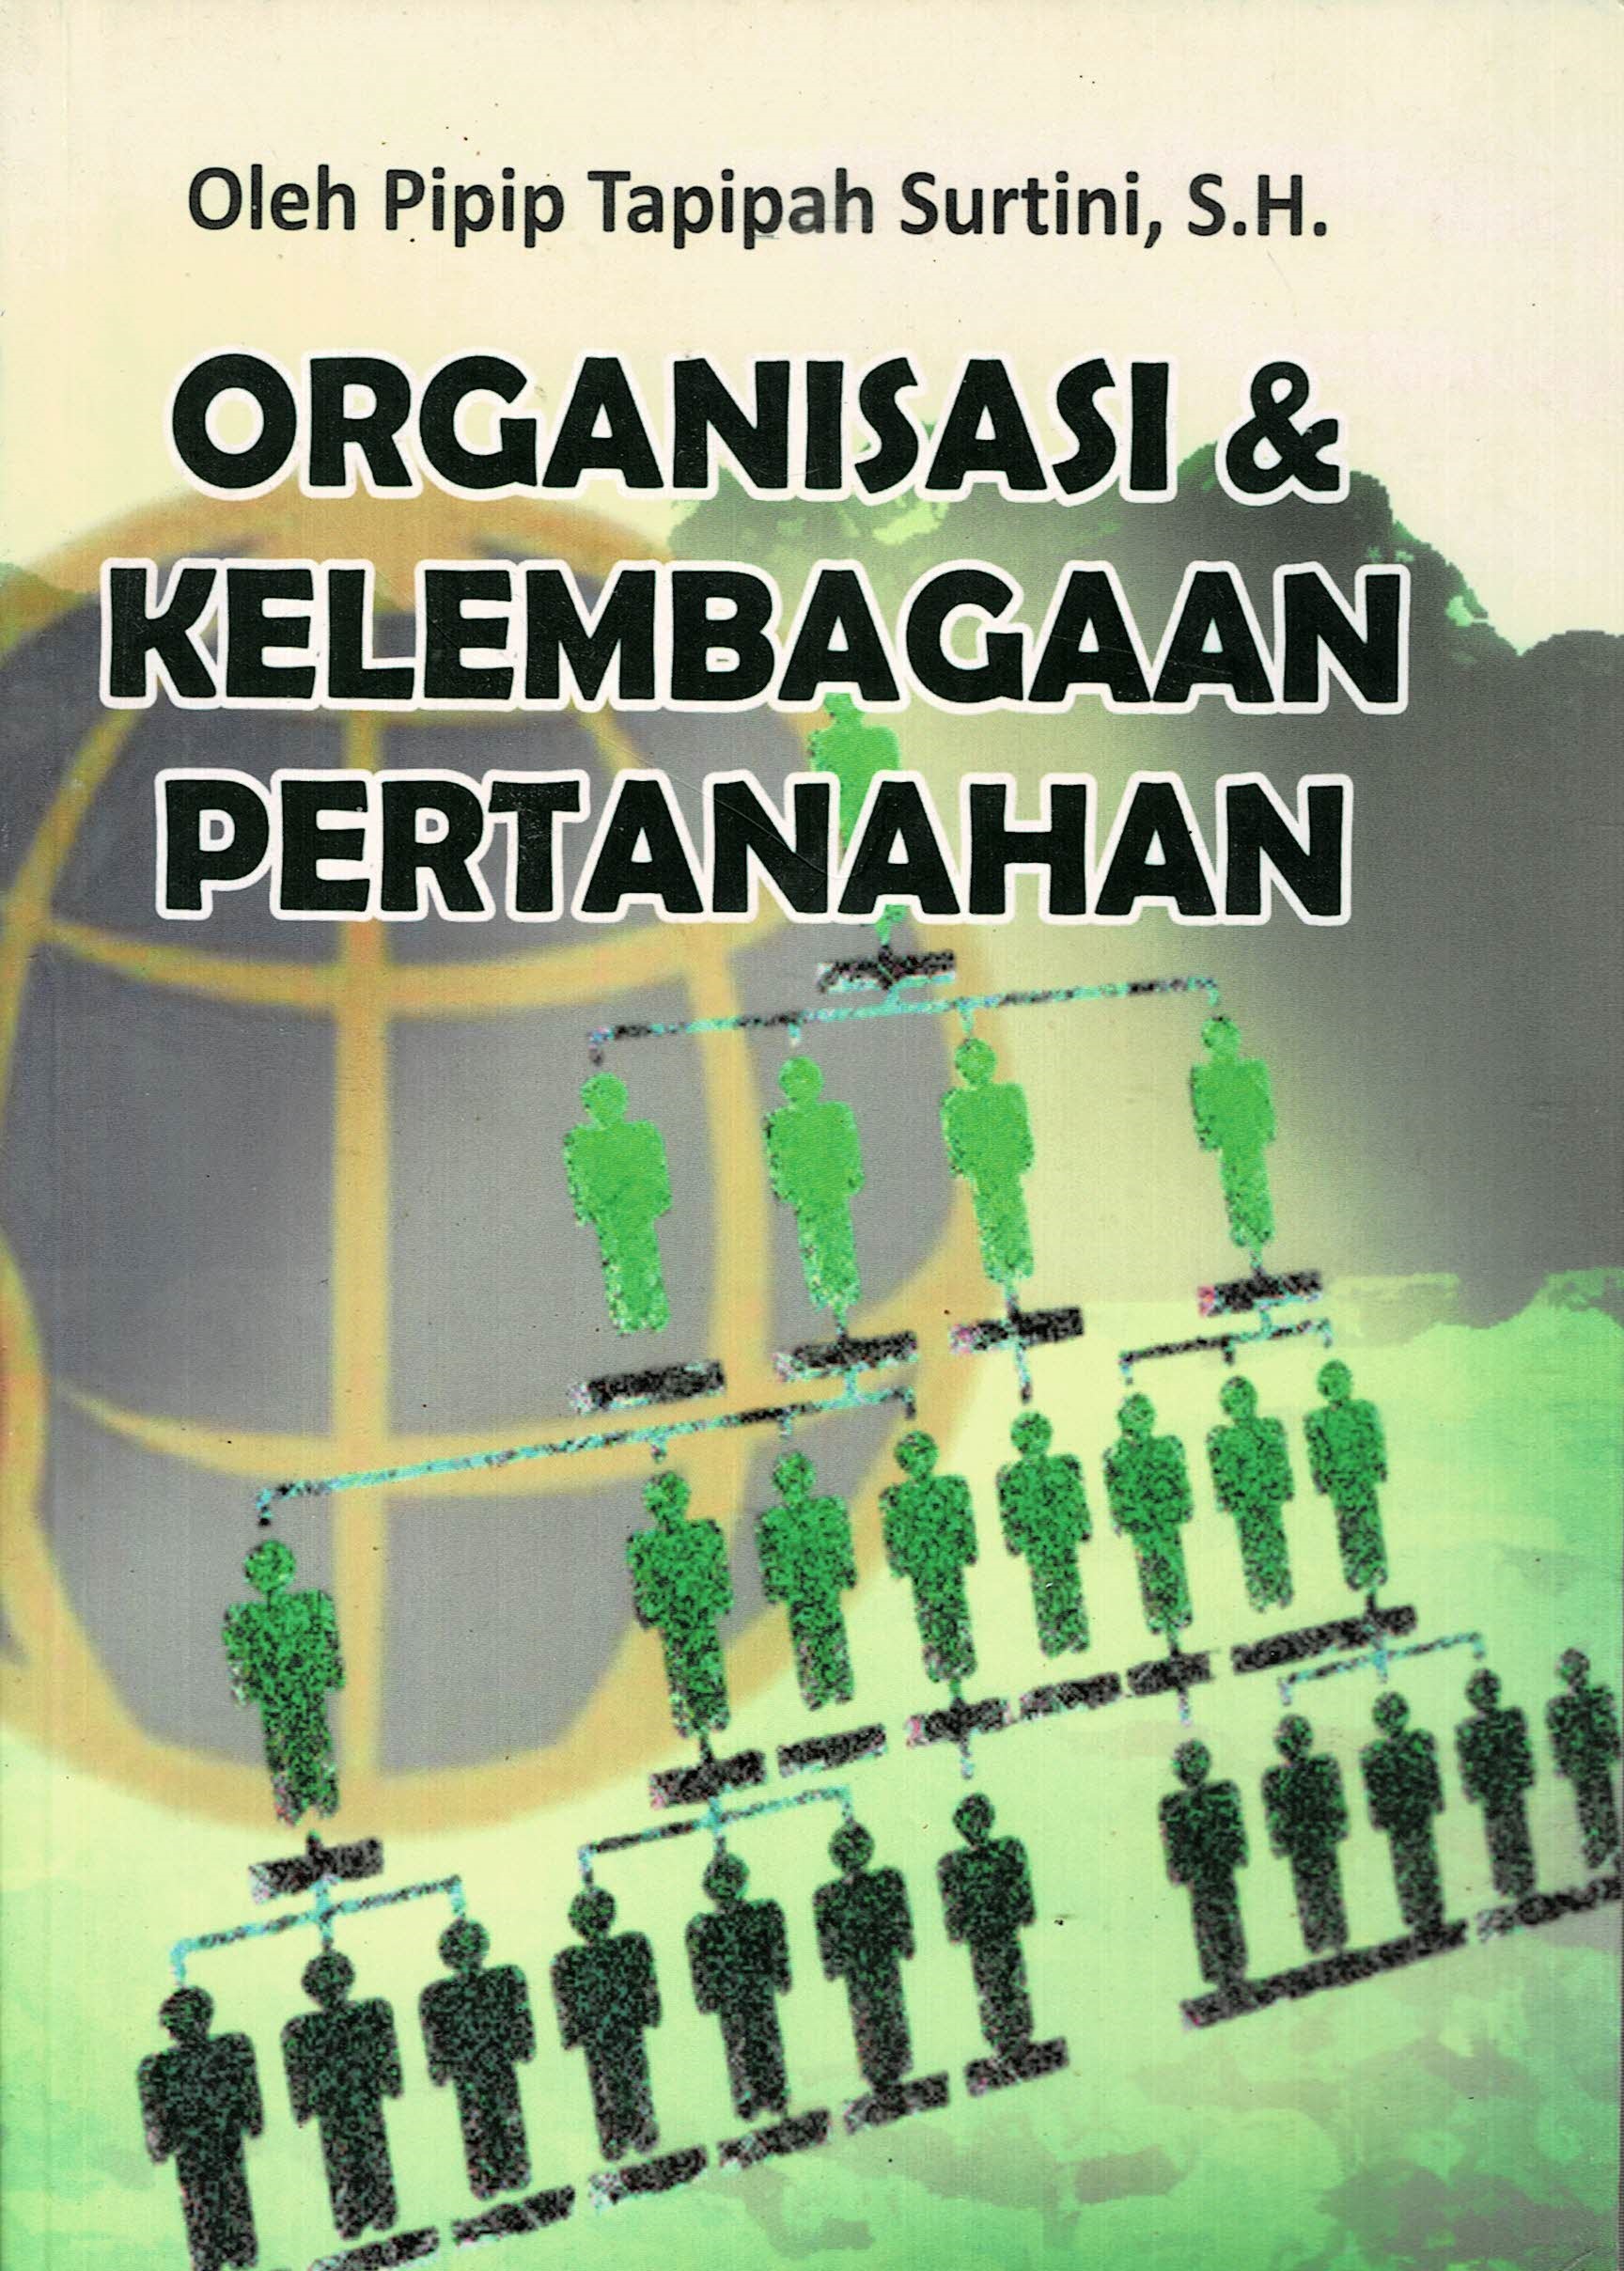 Oleh Pipip Tapipah Surtini, S.H.
ORGANISASI &
KELEMBAGAAN
PERTANAHAN